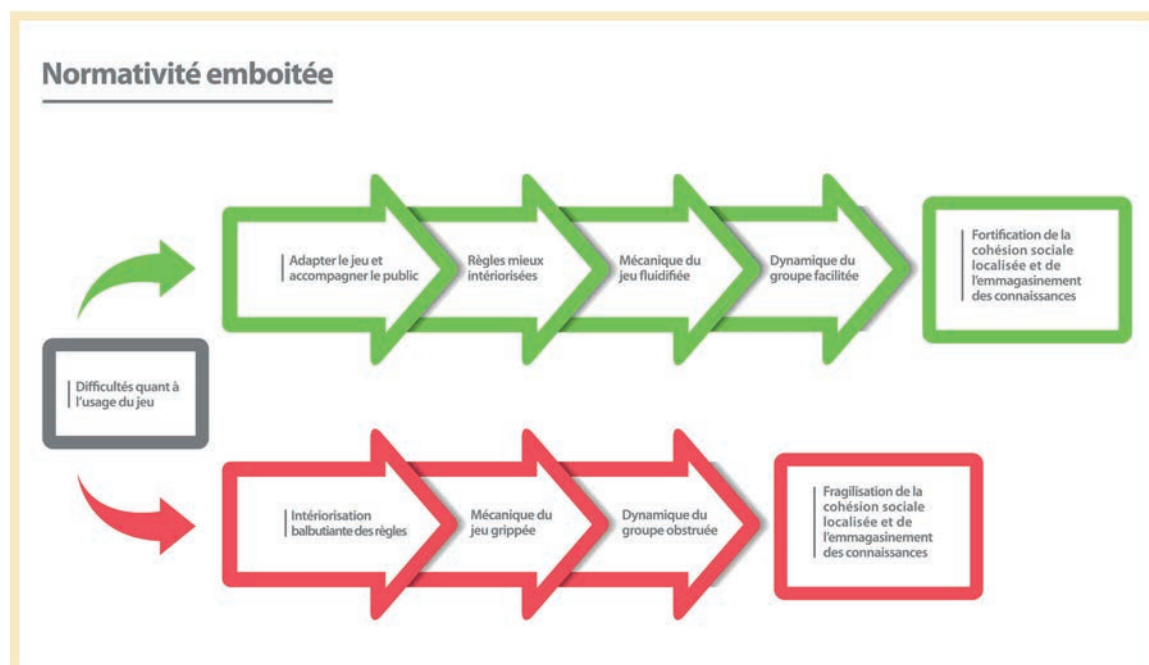 Normativité emboitée
Adapter le jeu et
accompagner le public
Règles mieux
intériorisées
Mécanique du
jeu fluidifiée
Dynamique du
groupe facilitée
Fortification de la
cohésion sociale
localisée et de
l'emmagasinement
des connaissances
Difficultés quant à
l'usage du jeu
Intériorisation
balbutiante des règles
Mécanique du
jeu grippée
Dynamique du
groupe obstruée
Fragilisation de la
cohésion sociale
localisée et de
l'emmagasinement
des connaissances